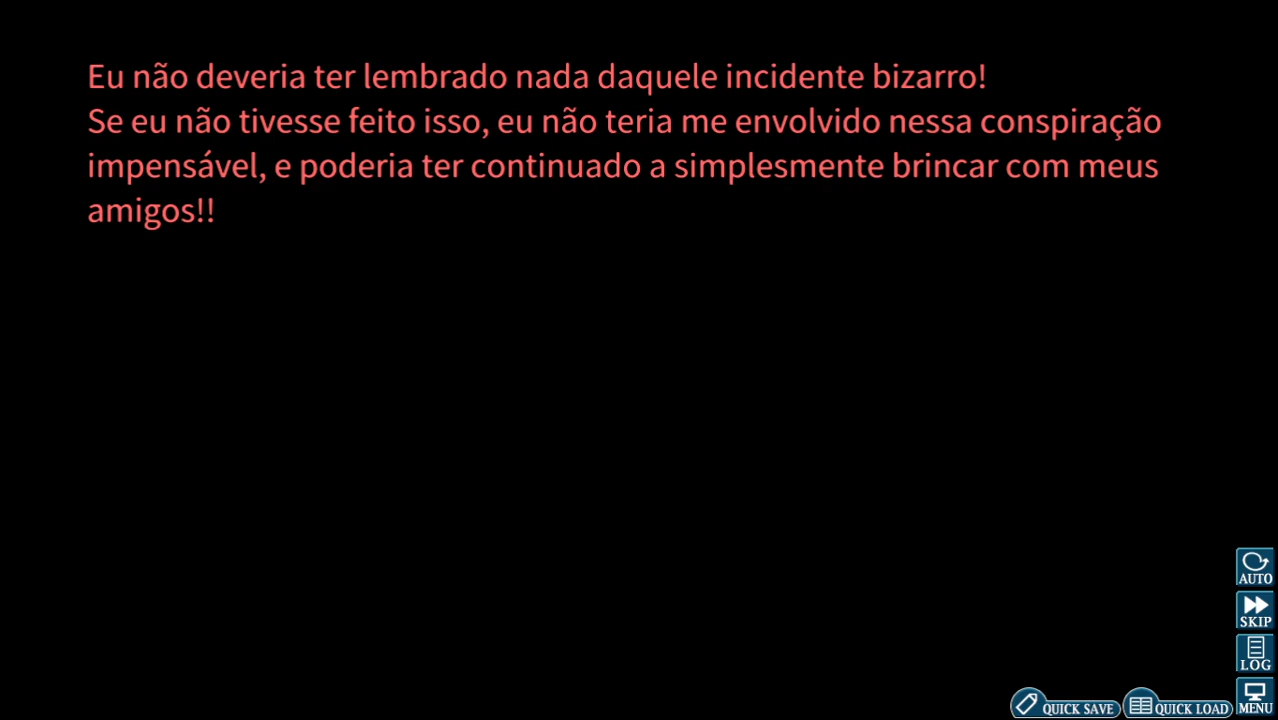 Eu não deveria ter lembrado nada daquele incidente bizarro!
Se eu não tivesse feito isso, eu não teria me envolvido nessa conspiração
impensável, e poderia ter continuado a simplesmente brincar com meus
amigos!!
AUTO
SKIP
LOG
QUICK SAVE
QUICK LOAD
MENU